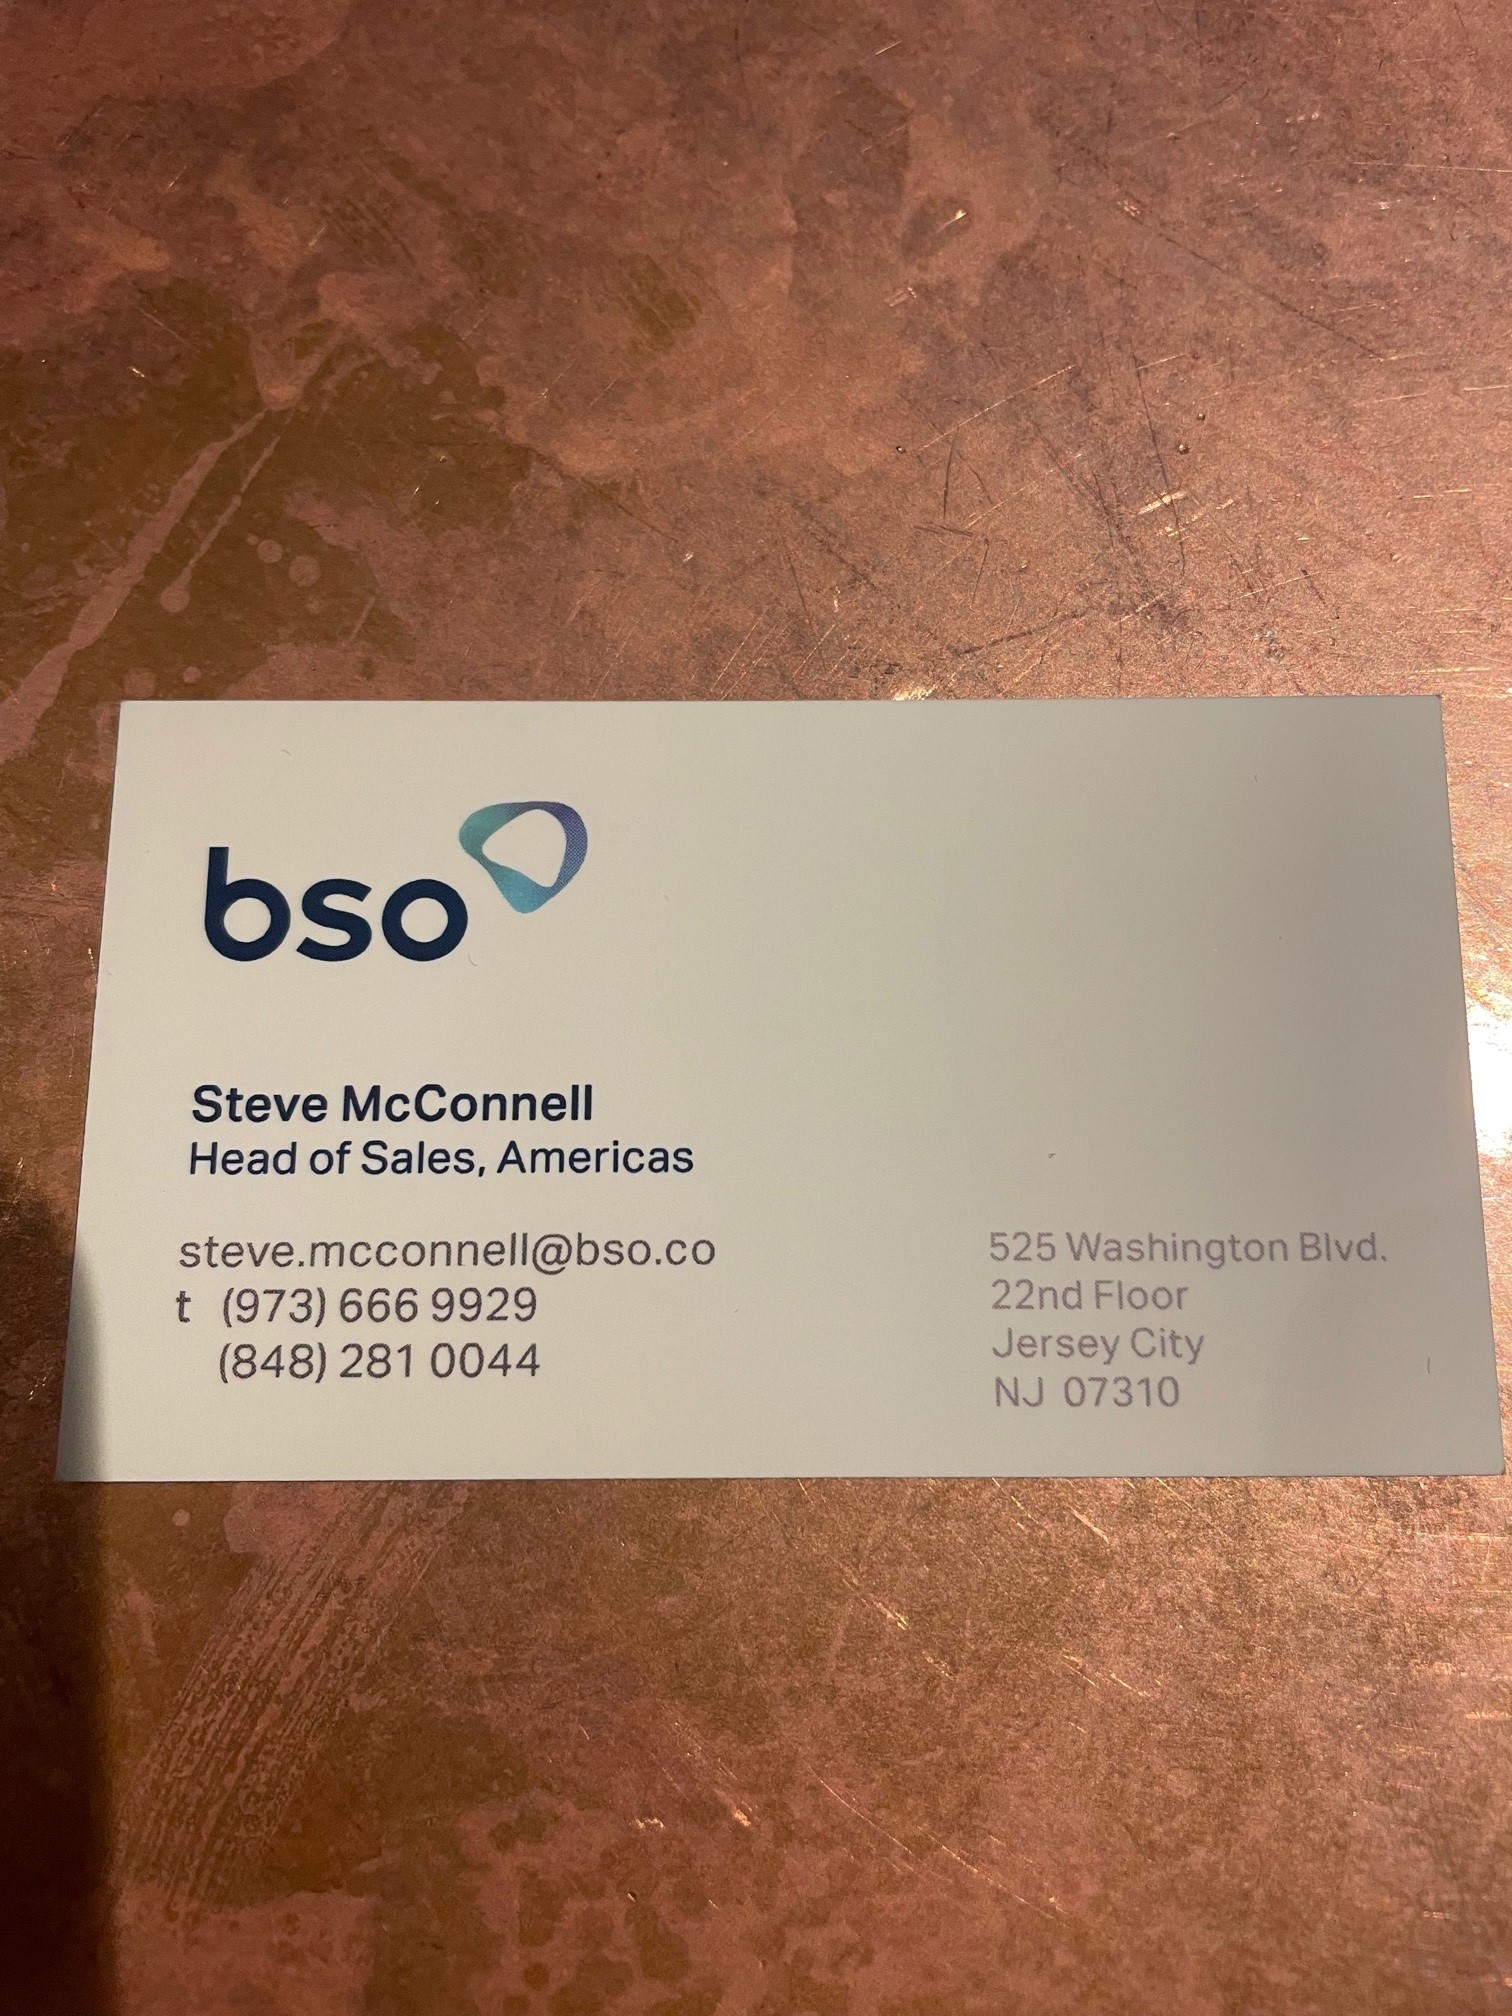 bso
Steve McConnell
Head of Sales, Americas
steve.mcconnell@bso.co
t (973) 666 9929
(848) 281 0044
525 Washington Blvd.
22nd Floor
Jersey City
NJ 07310